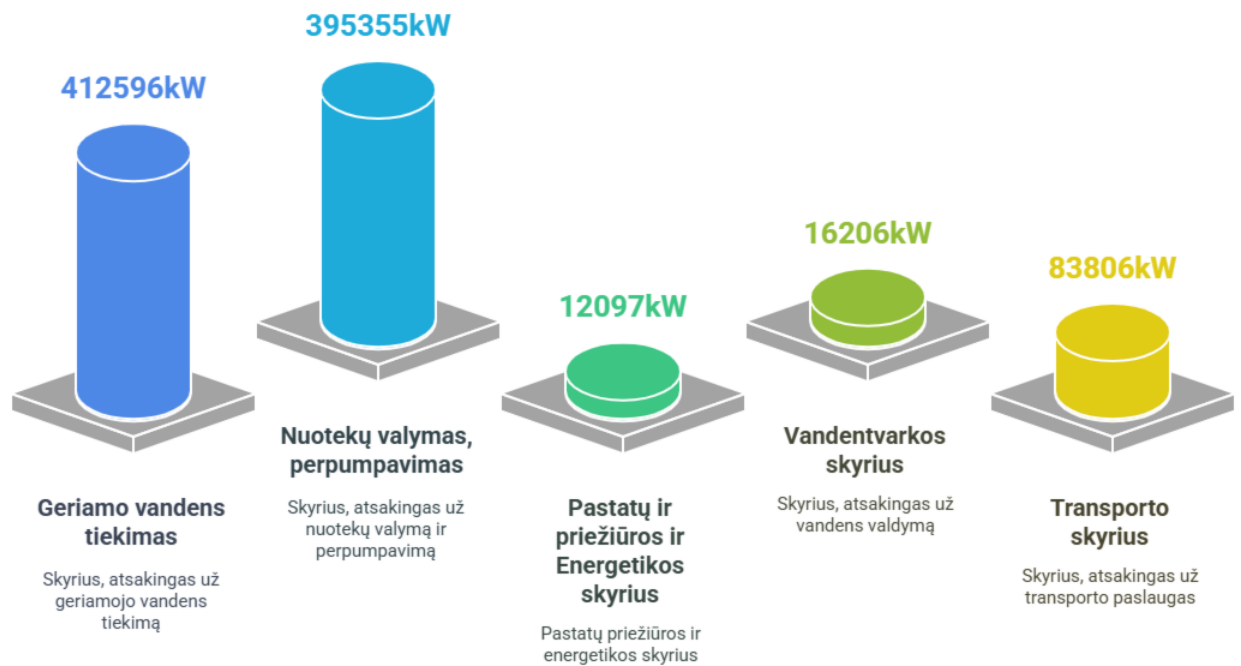 412596kW
Geriamo vandens
tiekimas
Skyrius, atsakingas už
geriamojo vandens
tiekimą
395355kW
Nuotekų valymas,
perpumpavimas
Skyrius, atsakingas už
nuotekų valymą ir
perpumpavimą
12097kW
Pastatų ir
priežiūros ir
Energetikos
skyrius
Pastatų priežiūros ir
energetikos skyrius
16206kW
Vandentvarkos
skyrius
Skyrius, atsakingas už
vandens valdymą
83806kW
Transporto
skyrius
Skyrius, atsakingas už
transporto paslaugas